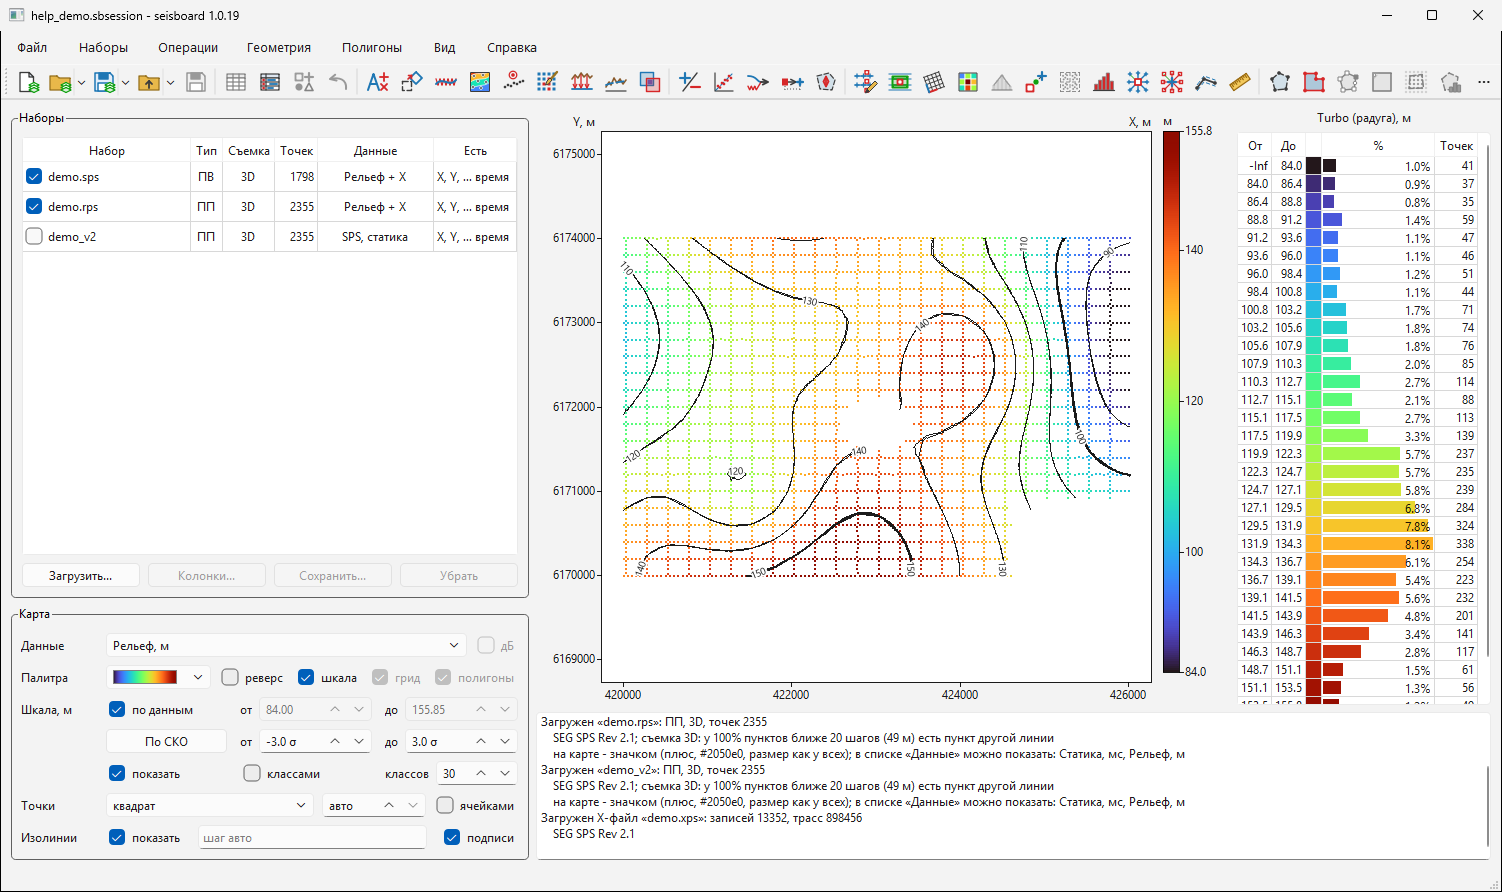 help_demo.sbsession - seisboard 1.0.19
Файл Наборы Операции Геометрия Полигоны Вид Справка
Наборы
Набор Тип Съемка Точек Данные Есть
demo.sps ПВ 3D 1798 Рельеф + X X, Y, ... время
demo.rps ПП 3D 2355 Рельеф + X X, Y, ... время
demo_v2 ПП 3D 2355 SPS, статика X, Y, ... время
Загрузить... Колонки... Сохранить... Убрать
Карта
Данные Рельеф, м дБ
Палитра реверс шкала грид полигоны
Шкала, м по данным от 84.00 до 155.85
По СКО от -3.0 σ до 3.0 σ
показать классами классов 30
Точки квадрат авто ячейками
Изолинии показать шаг авто подписи
Y, м X, м м
6175000
6174000
6173000
6172000
6171000
6170000
6169000
420000 422000 424000 426000
110
130
140
110
90
120
120
140
100
140
150
150
130
155.8
140
120
100
84.0
Turbo (радуга), м
От До % Точек
-Inf 84.0 1.0% 41
84.0 86.4 0.9% 37
86.4 88.8 0.8% 35
88.8 91.2 1.4% 59
91.2 93.6 1.1% 47
93.6 96.0 1.1% 46
96.0 98.4 1.2% 51
98.4 100.8 1.1% 44
100.8 103.2 1.7% 71
103.2 105.6 1.8% 74
105.6 107.9 1.8% 76
107.9 110.3 2.0% 85
110.3 112.7 2.7% 114
112.7 115.1 2.1% 88
115.1 117.5 2.7% 113
117.5 119.9 3.3% 139
119.9 122.3 5.7% 237
122.3 124.7 5.7% 235
124.7 127.1 5.8% 239
127.1 129.5 6.8% 284
129.5 131.9 7.8% 324
131.9 134.3 8.1% 338
134.3 136.7 6.1% 254
136.7 139.1 5.4% 223
139.1 141.5 5.6% 232
141.5 143.9 4.8% 201
143.9 146.3 3.4% 141
146.3 148.7 2.8% 117
148.7 151.1 1.5% 61
151.1 153.5 1.3% 56
Загружен «demo.rps»: ПП, 3D, точек 2355
SEG SPS Rev 2.1; съемка 3D: у 100% пунктов ближе 20 шагов (49 м) есть пункт другой линии
на карте - значком (плюс, #2050e0, размер как у всех); в списке «Данные» можно показать: Статика, мс, Рельеф, м
Загружен «demo_v2»: ПП, 3D, точек 2355
SEG SPS Rev 2.1; съемка 3D: у 100% пунктов ближе 20 шагов (49 м) есть пункт другой линии
на карте - значком (плюс, #2050e0, размер как у всех); в списке «Данные» можно показать: Статика, мс, Рельеф, м
Загружен X-файл «demo.xps»: записей 13352, трасс 898456
SEG SPS Rev 2.1